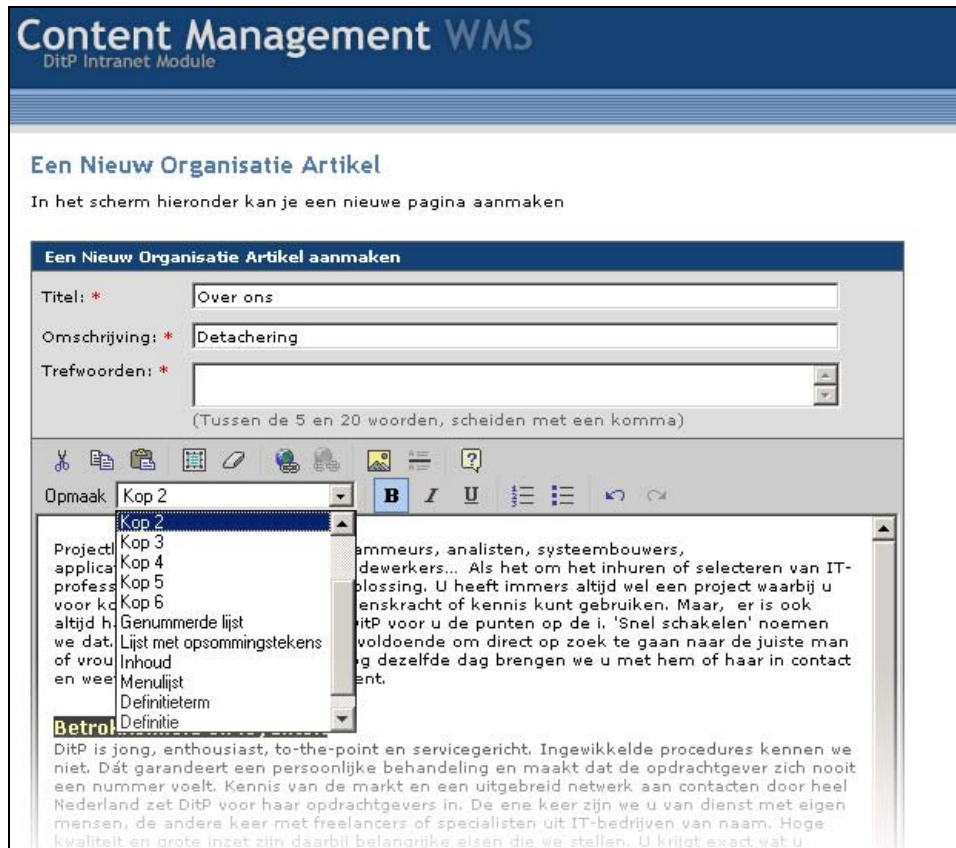 Content Management WMS
DitP Intranet Module
Een Nieuw Organisatie Artikel
In het scherm hieronder kan je een nieuwe pagina aanmaken
Een Nieuw Organisatie Artikel aanmaken
Titel: * Over ons
Omschrijving: * Detachering
Trefwoorden: *
(Tussen de 5 en 20 woorden, scheiden met een komma)
Opmaak Kop 2 B I U
Kop 2
Kop 3
Kop 4
Kop 5
Kop 6
Genummerde lijst
Lijst met opsommingstekens
Inhoud
Menulijst
Definitieterm
Definitie
analisten, systeembouwers,
Als het om het inhuren of selecteren van IT-
U heeft immers altijd wel een project waarbij u
voor of kennis kunt gebruiken. Maar, er is ook
altijd voor u de punten op de i. 'Snel schakelen' noemen
we dat. voldoende om direct op zoek te gaan naar de juiste man
of dezelfde dag brengen we u met hem of haar in contact
en
DitP is jong, enthousiast, to-the-point en servicegericht. Ingewikkelde procedures kennen we
niet. Dát garandeert een persoonlijke behandeling en maakt dat de opdrachtgever zich nooit
een nummer voelt. Kennis van de markt en een uitgebreid netwerk aan contacten door heel
Nederland zet DitP voor haar opdrachtgevers in. De ene keer zijn we u van dienst met eigen
mensen, de andere keer met freelancers of specialisten uit IT-bedrijven van naam. Hoge
kwaliteit en grote inzet zijn daarbij belangrijke eisen die we stellen. U krijgt exact wat u